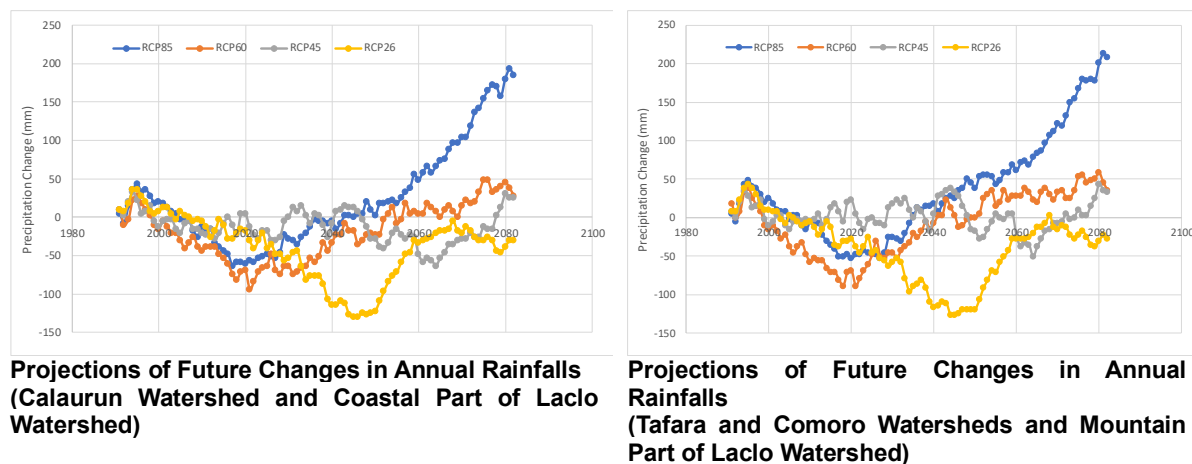 250
200
150
100
50
0
-50
-100
-150
1980
2000
2020
2040
2060
2080
2100
Precipitation Change (mm)
RCP85
RCP60
RCP45
RCP26
Projections of Future Changes in Annual Rainfalls
(Calaurun Watershed and Coastal Part of Laclo
Watershed)
250
200
150
100
50
0
-50
-100
-150
1980
2000
2020
2040
2060
2080
2100
Precipitation Change (mm)
RCP85
RCP60
RCP45
RCP26
Projections of Future Changes in Annual
Rainfalls
(Tafara and Comoro Watersheds and Mountain
Part of Laclo Watershed)